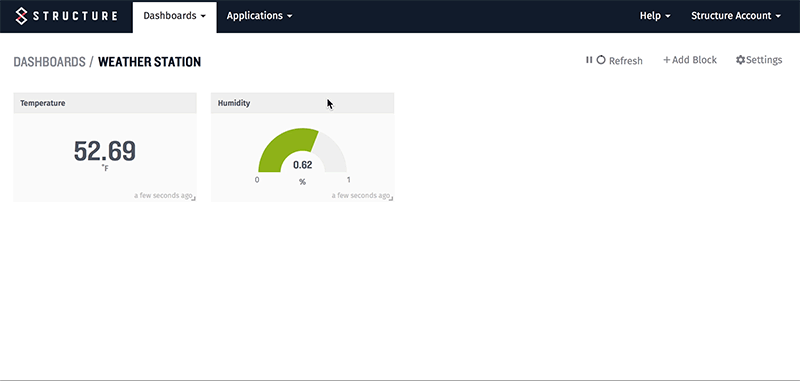 STRUCTURE Dashboards Applications Help Structure Account
DASHBOARDS / WEATHER STATION Refresh + Add Block Settings
Temperature Humidity
52.69
°F
0.62
0 1
%
a few seconds ago a few seconds ago